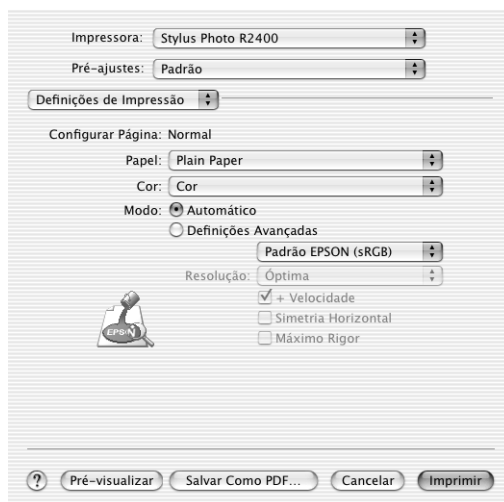 Impressora: Stylus Photo R2400
Pré-ajustes: Padrão
Definições de Impressão
Configurar Página: Normal
Papel: Plain Paper
Cor: Cor
Modo: Automático
Definições Avançadas
Padrão EPSON (sRGB)
Resolução: Óptima
+ Velocidade
Simetria Horizontal
Máximo Rigor
EPSON
? Pré-visualizar Salvar Como PDF... Cancelar Imprimir